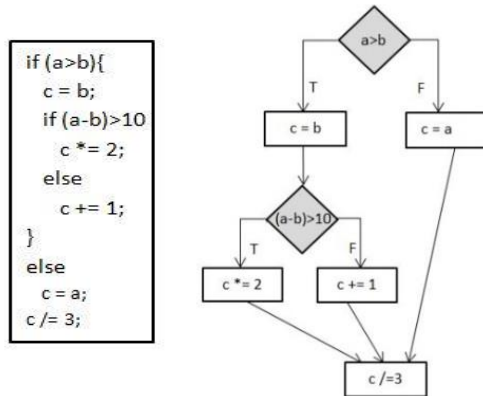 if (a>b){
c = b;
if (a-b)>10
c *= 2;
else
c += 1;
}
else
c = a;
c /= 3;
a>b
T
F
c = b
c = a
(a-b)>10
T
F
c *= 2
c += 1
c /=3